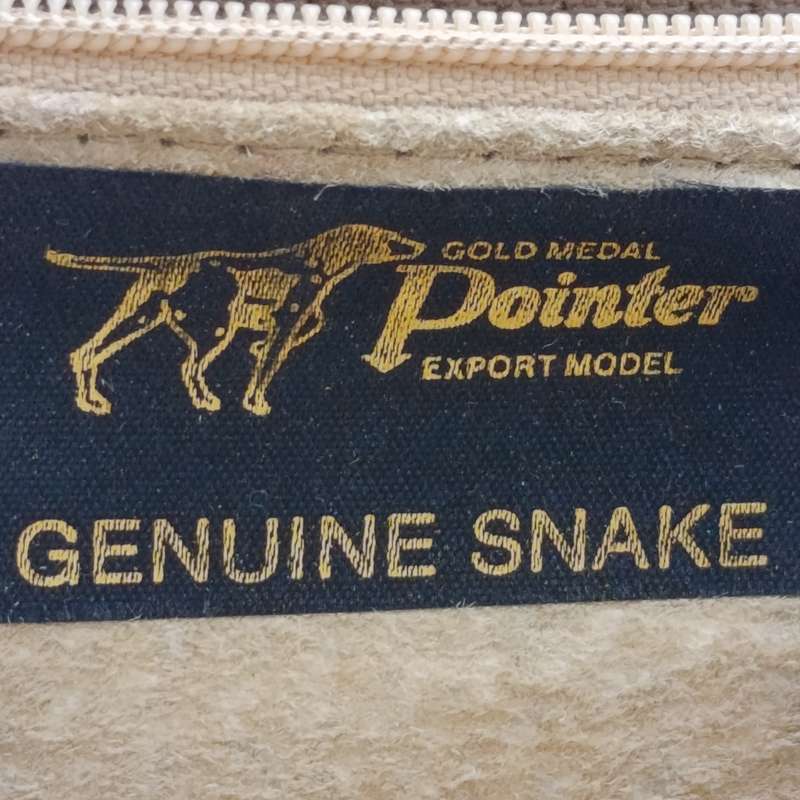 GOLD MEDAL
Pointer
EXPORT MODEL
GENUINE SNAKE